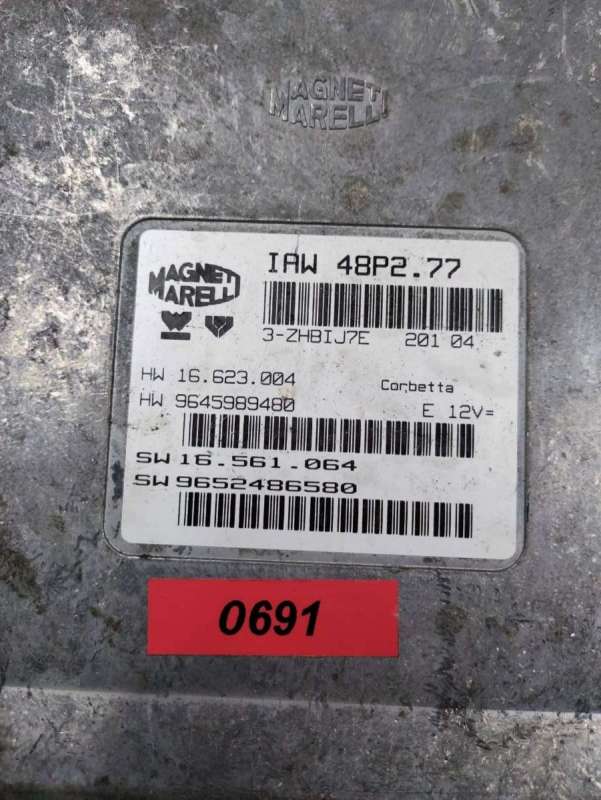 MAGNETI
MARELLI
MAGNETI
MARELLI
IAW 48P2.77
3-ZHBIJ7E 201 04
HW 16.623.004 Corbetta
HW 9645989480 E 12V=
SW 16.561.064
SW 9652486580
0691